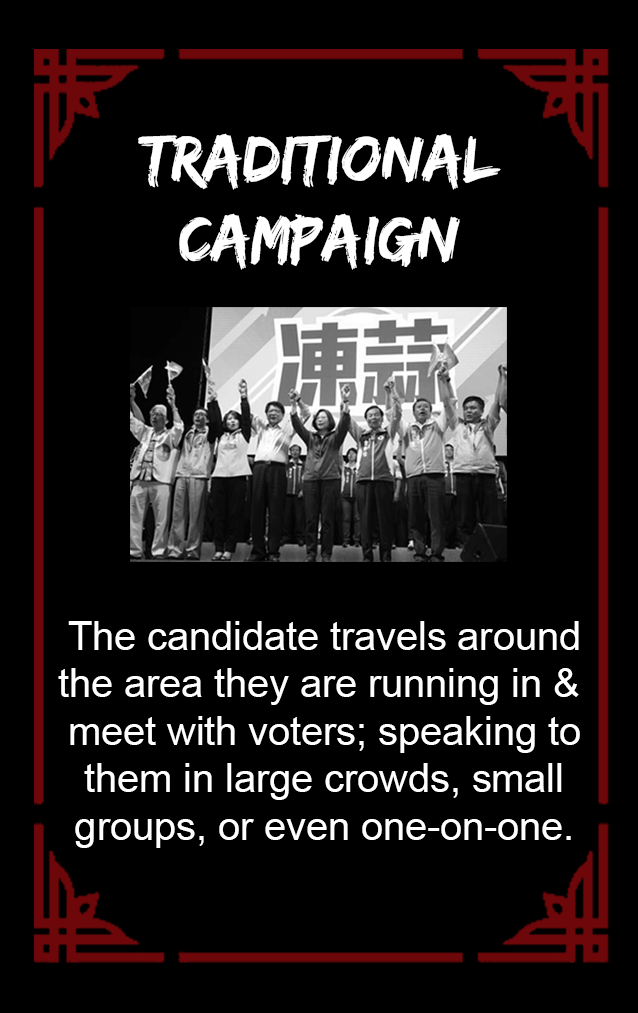 TRADITIONAL
CAMPAIGN
凍蒜
The candidate travels around
the area they are running in &
meet with voters; speaking to
them in large crowds, small
groups, or even one-on-one.